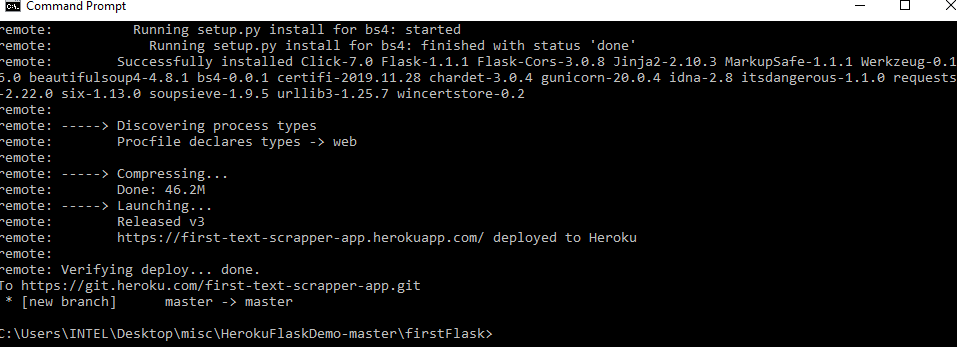 Command Prompt
remote:          Running setup.py install for bs4: started
remote:            Running setup.py install for bs4: finished with status 'done'
remote:        Successfully installed Click-7.0 Flask-1.1.1 Flask-Cors-3.0.8 Jinja2-2.10.3 MarkupSafe-1.1.1 Werkzeug-0.1
6.0 beautifulsoup4-4.8.1 bs4-0.0.1 certifi-2019.11.28 chardet-3.0.4 gunicorn-20.0.4 idna-2.8 itsdangerous-1.1.0 requests
-2.22.0 six-1.13.0 soupsieve-1.9.5 urllib3-1.25.7 wincertstore-0.2
remote:
remote: -----> Discovering process types
remote:        Procfile declares types -> web
remote:
remote: -----> Compressing...
remote:        Done: 46.2M
remote: -----> Launching...
remote:        Released v3
remote:        https://first-text-scrapper-app.herokuapp.com/ deployed to Heroku
remote:
remote: Verifying deploy... done.
To https://git.heroku.com/first-text-scrapper-app.git
 * [new branch]      master -> master
C:\Users\INTEL\Desktop\misc\HerokuFlaskDemo-master\firstFlask>